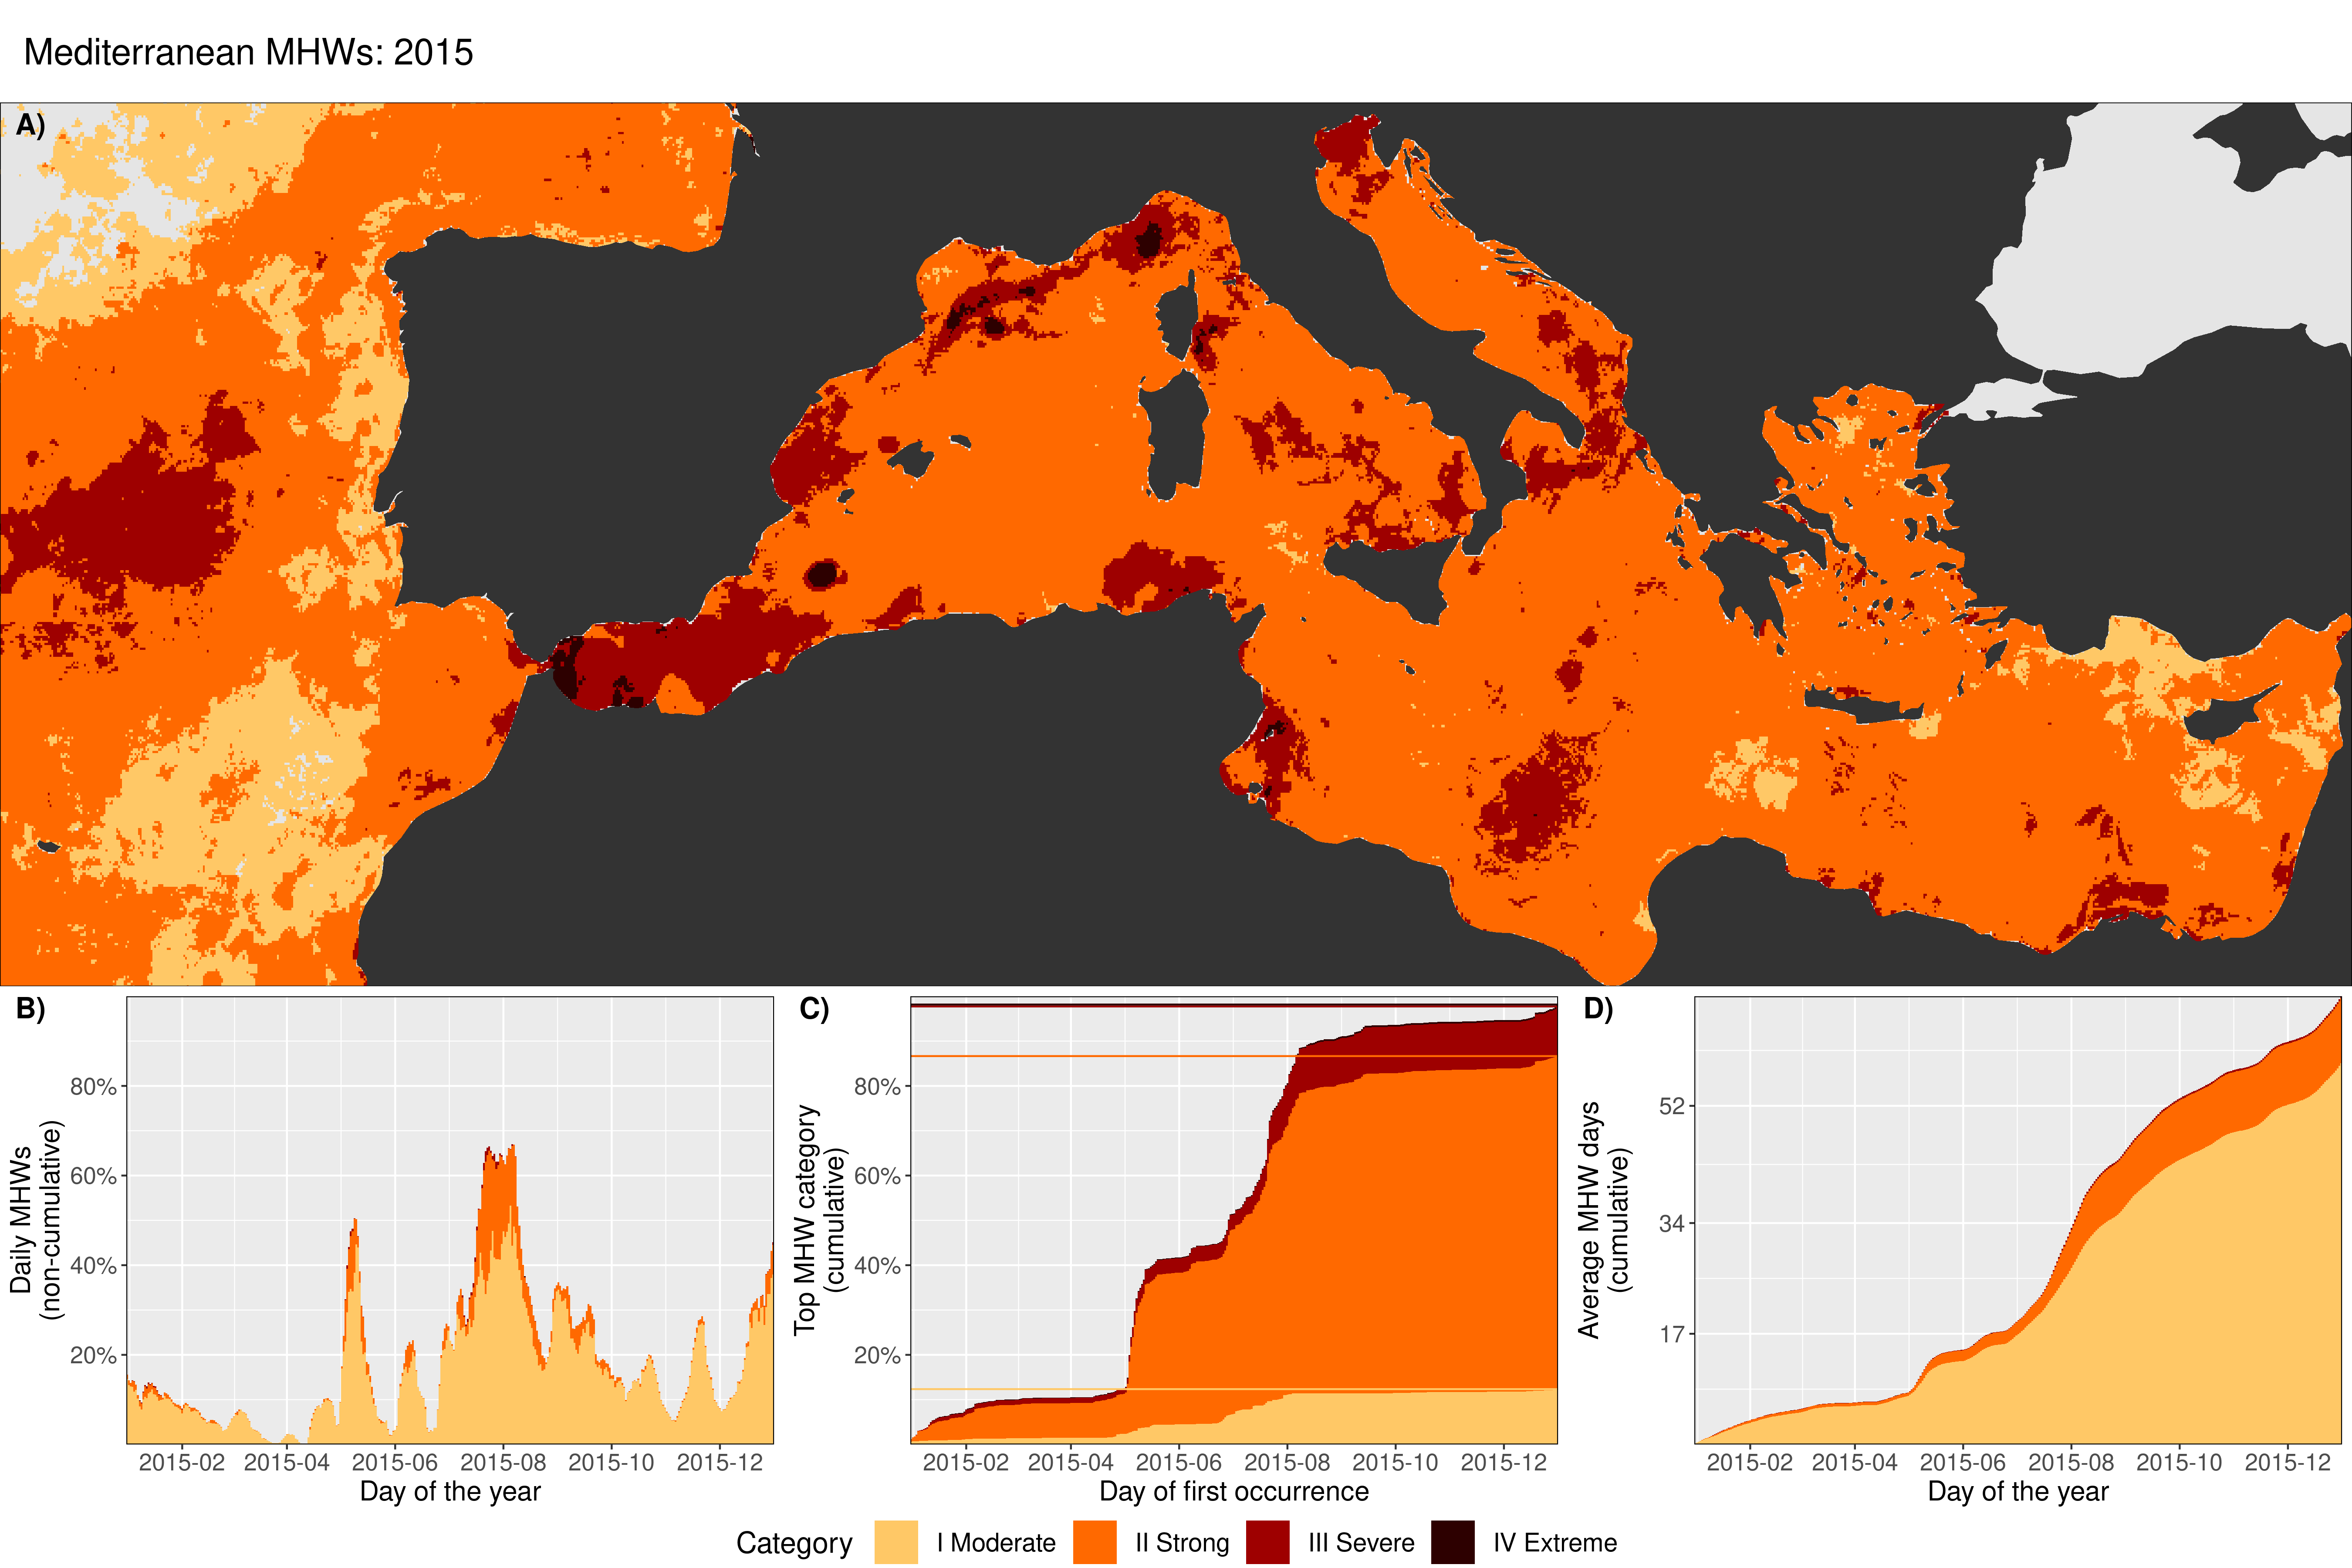 Mediterranean MHWs: 2015
A)
B)
Daily MHWs
(non-cumulative)
80%
60%
40%
20%
2015-02 2015-04 2015-06 2015-08 2015-10 2015-12
Day of the year
C)
Top MHW category
(cumulative)
80%
60%
40%
20%
2015-02 2015-04 2015-06 2015-08 2015-10 2015-12
Day of first occurrence
D)
Average MHW days
(cumulative)
52
34
17
2015-02 2015-04 2015-06 2015-08 2015-10 2015-12
Day of the year
Category I Moderate II Strong III Severe IV Extreme